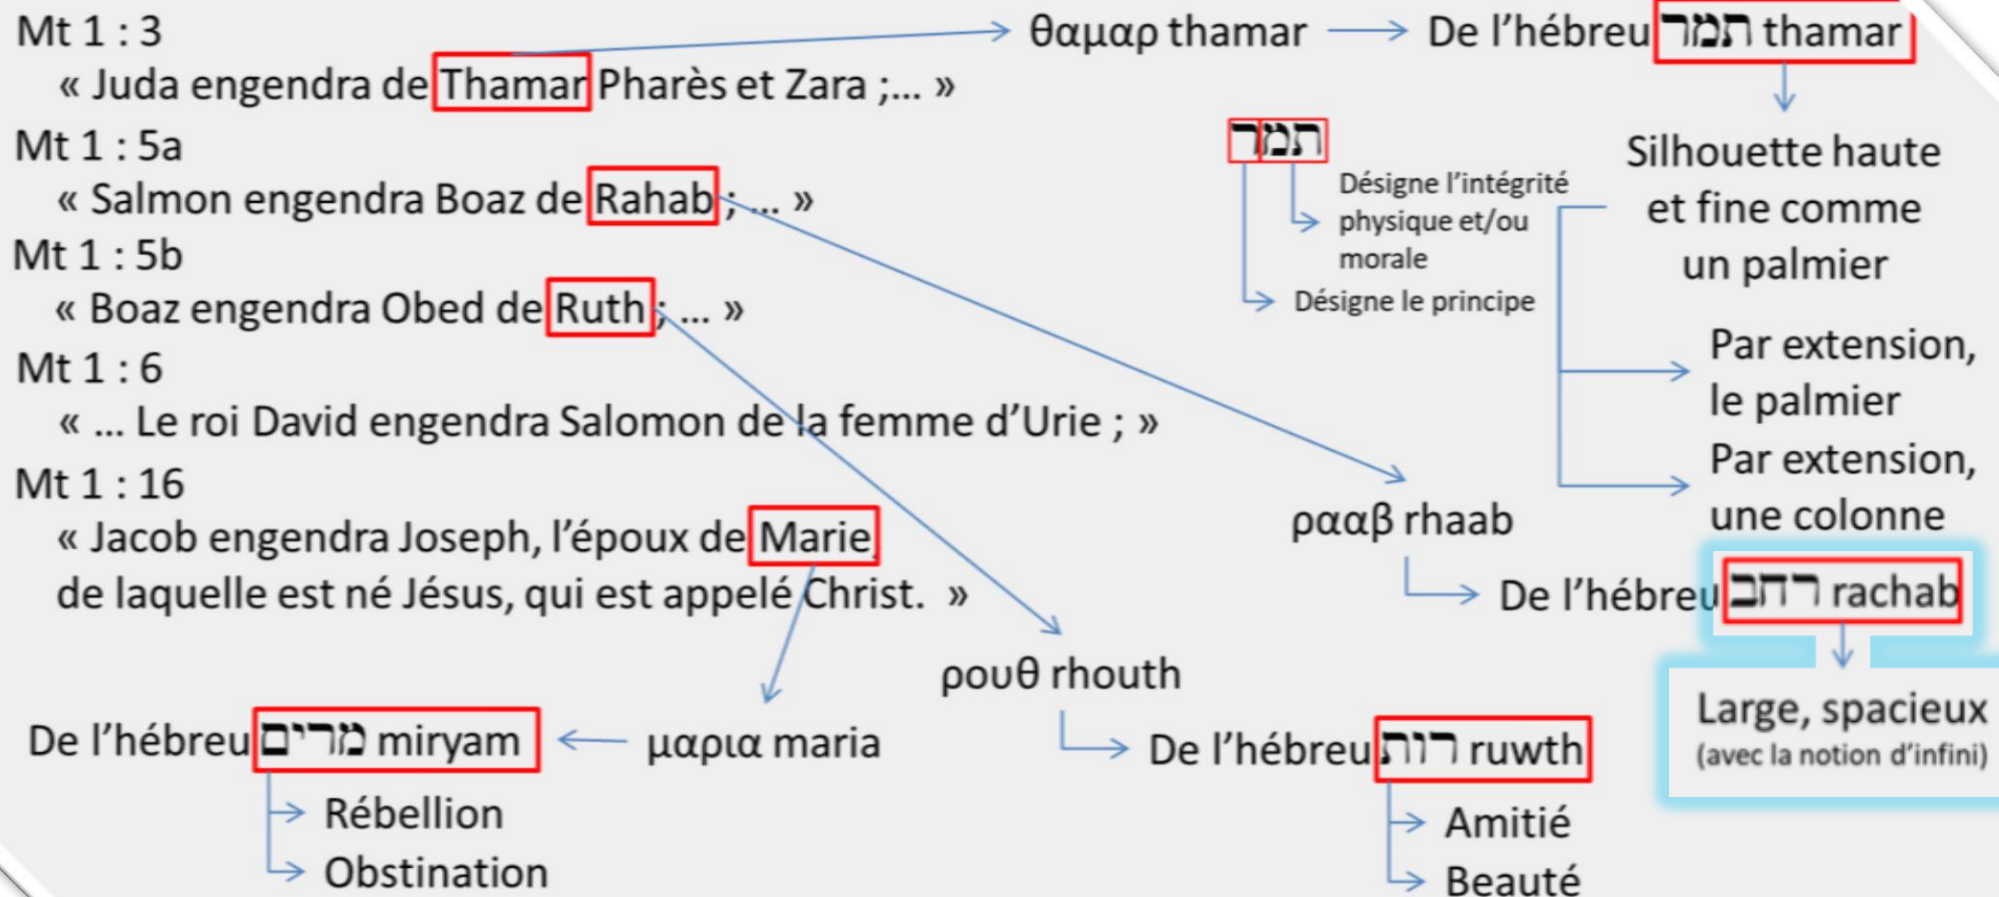 Mt 1 : 3
« Juda engendra de Thamar Pharès et Zara ;... »
Mt 1 : 5a
« Salmon engendra Boaz de Rahab ; ... »
Mt 1 : 5b
« Boaz engendra Obed de Ruth ; ... »
Mt 1 : 6
« ... Le roi David engendra Salomon de la femme d’Urie ; »
Mt 1 : 16
« Jacob engendra Joseph, l’époux de Marie,
de laquelle est né Jésus, qui est appelé Christ. »
θαμαρ thamar
De l’hébreu תמר thamar
תמר
Désigne l’intégrité
physique et/ou
morale
Désigne le principe
Silhouette haute
et fine comme
un palmier
Par extension,
le palmier
Par extension,
une colonne
ρααβ rhaab
De l’hébreu רחב rachab
Large, spacieux
(avec la notion d’infini)
ρουθ rhouth
De l’hébreu רות ruwth
Amitié
Beauté
μαρια maria
De l’hébreu מרים miryam
Rébellion
Obstination